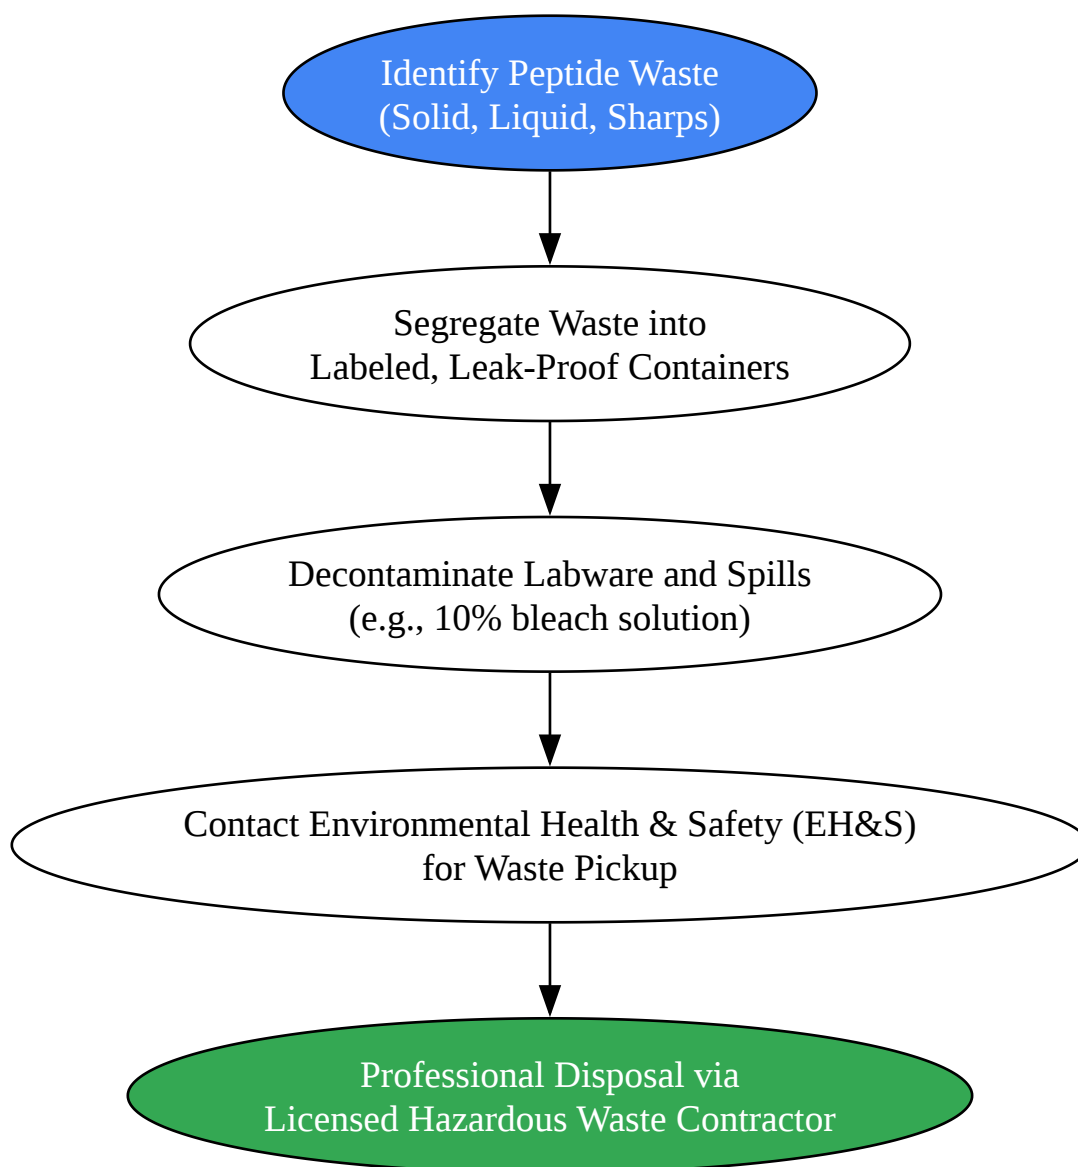 Identify Peptide Waste
(Solid, Liquid, Sharps)
Segregate Waste into
Labeled, Leak-Proof Containers
Decontaminate Labware and Spills
(e.g., 10% bleach solution)
Contact Environmental Health & Safety (EH&S)
for Waste Pickup
Professional Disposal via
Licensed Hazardous Waste Contractor